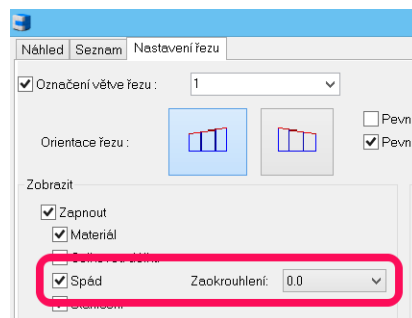 Náhled Seznam Nastavení řezu
Označení větve řezu : 1
Pevn
Orientace řezu :
Pevn
Zobrazit
Zapnout
Materiál
Spád Zaokrouhlení: 0.0